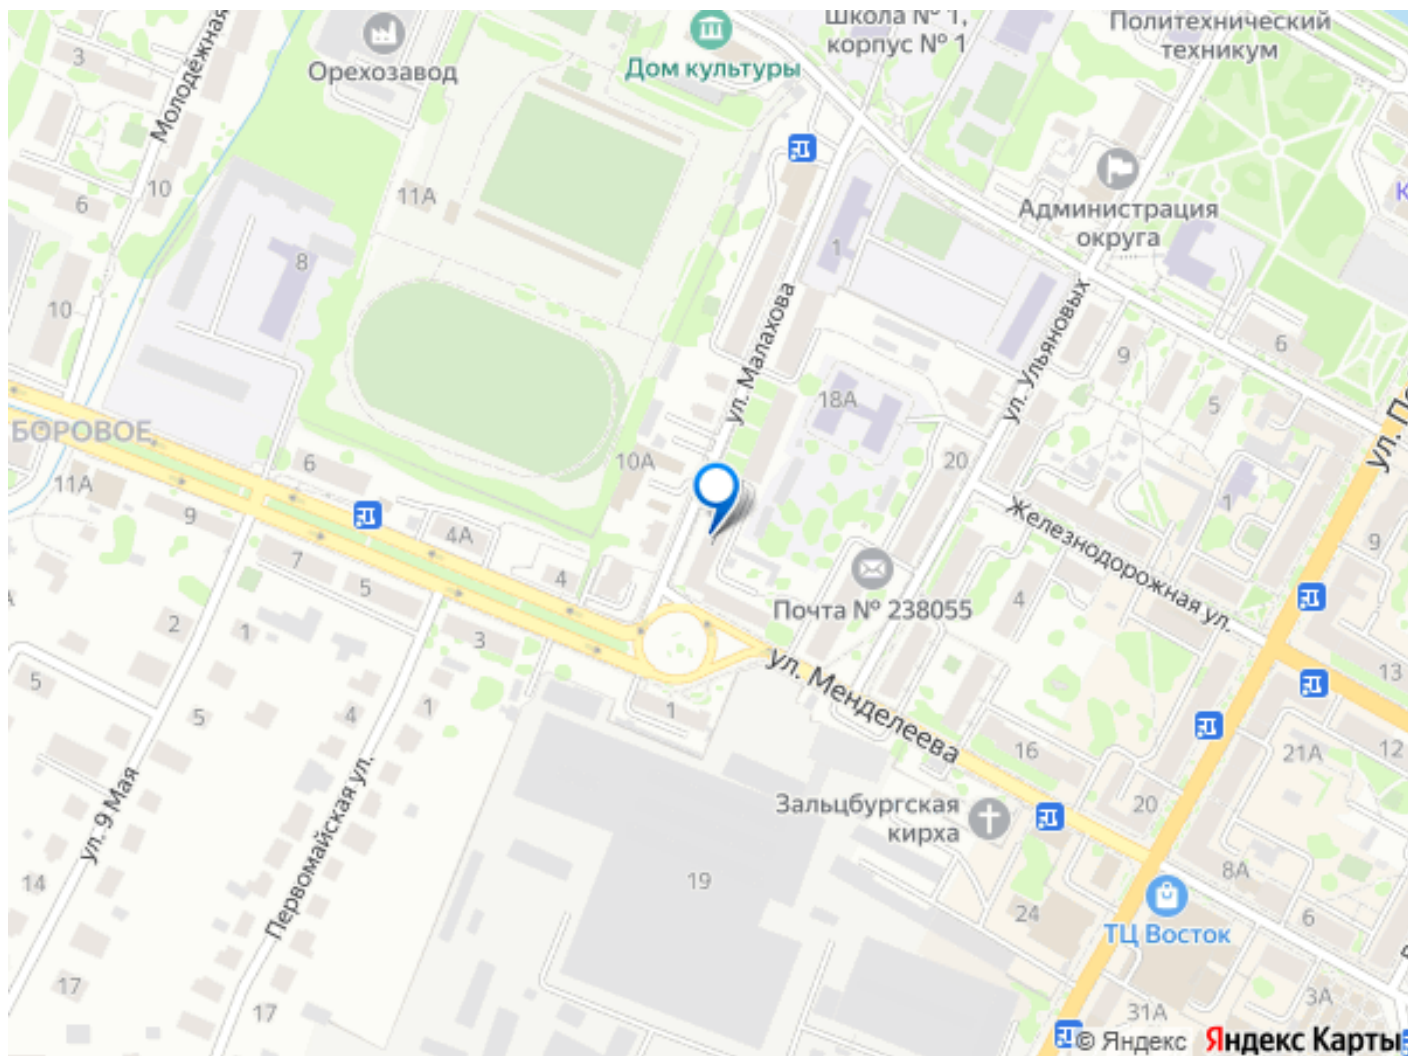 Школа № 1,
корпус № 1
Политехнический
техникум
Молодежная
3
Орехозавод
Дом культуры
10
11А
6
Администрация
округа
1
8
10
ул. Малахова
ул. Ульяновых
9
6
18А
5
БОРОВОЕ
6
10А
20
11А
9
4А
1
Железнодорожная ул.
9
7
5
4
Почта № 238055
4
2
1
3
ул. Менделеева
13
5
5
4
1
1
16
21А
12
ул. 9 Мая
Первомайская ул.
Зальцбургская
кирха
20
14
19
8А
24
6
ТЦ Восток
17
17
31А
3А
© Яндекс
Яндекс Карты